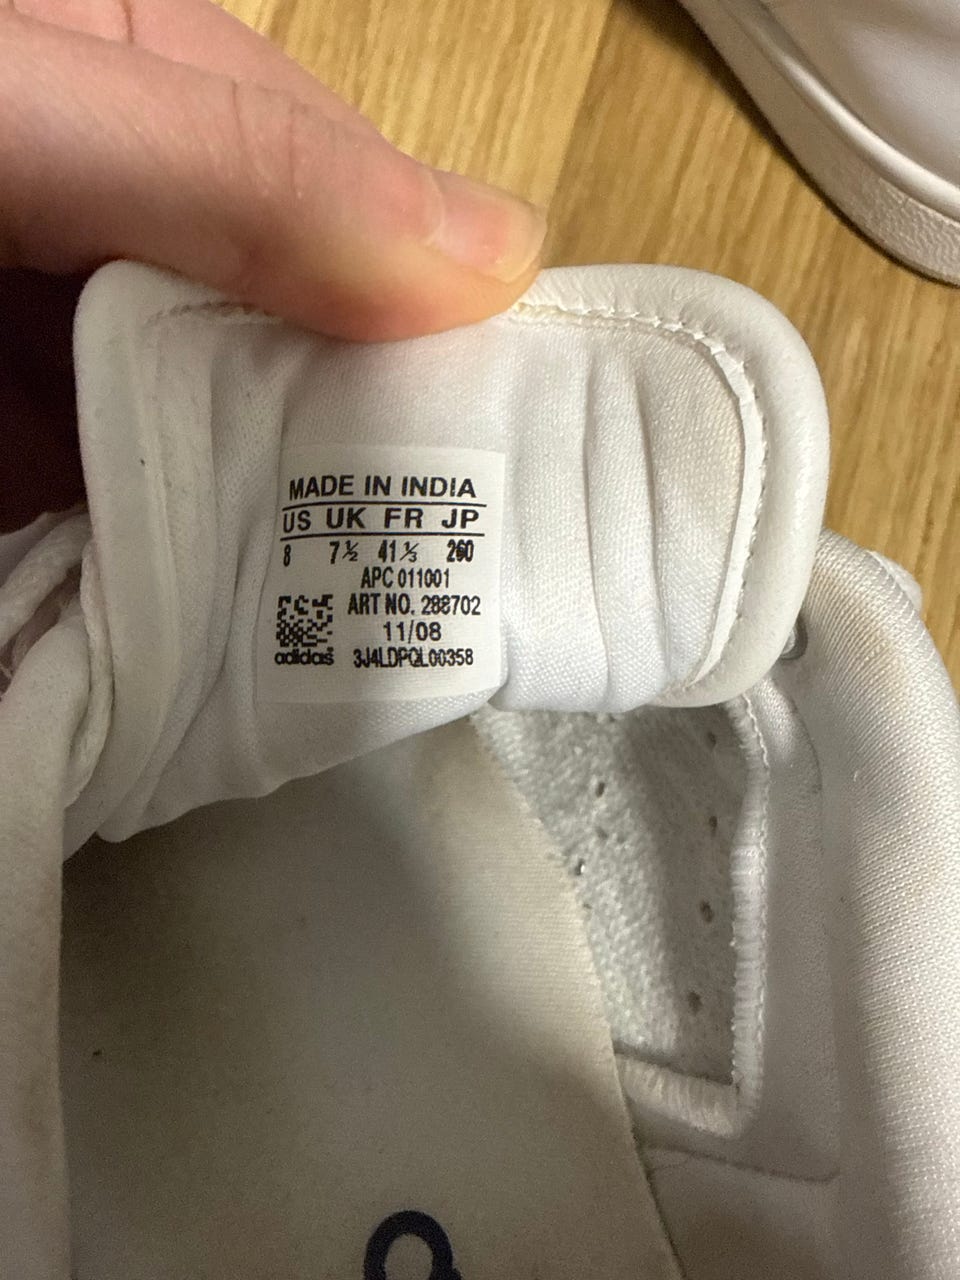 MADE IN INDIA
US UK FR JP
8 7½ 41⅓ 260
APC 011001
ART NO. 288702
11/08
adidas 3J4LDPQL00358